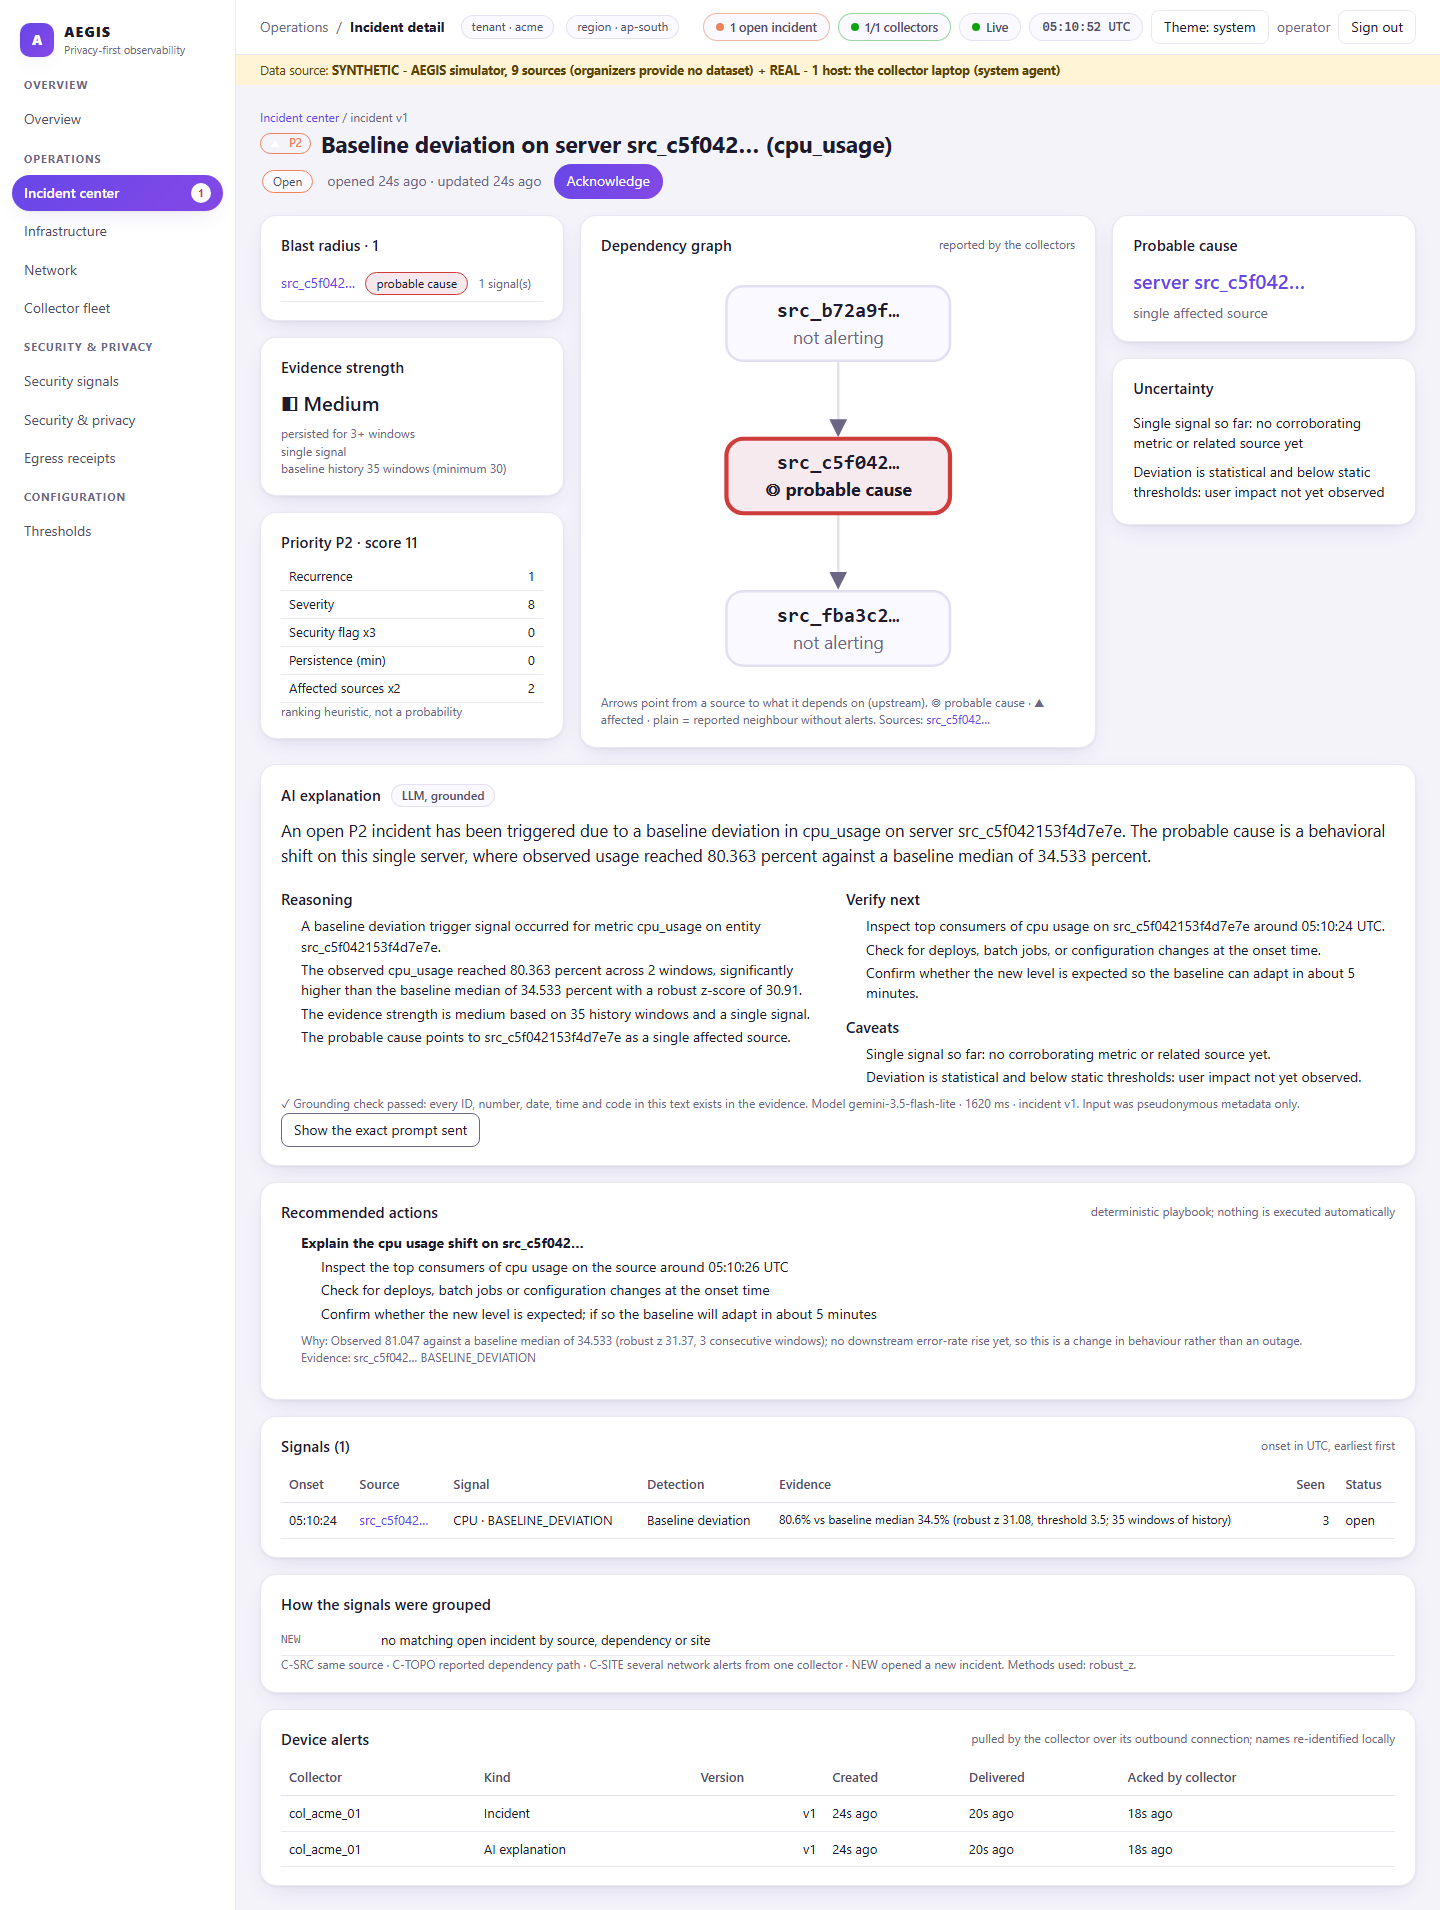 A
AEGIS
Privacy-first observability
OVERVIEW
Overview
OPERATIONS
Incident center 1
Infrastructure
Network
Collector fleet
SECURITY & PRIVACY
Security signals
Security & privacy
Egress receipts
CONFIGURATION
Thresholds
Operations / Incident detail tenant · acme region · ap-south 1 open incident 1/1 collectors Live 05:10:52 UTC Theme: system operator Sign out
Data source: SYNTHETIC - AEGIS simulator, 9 sources (organizers provide no dataset) + REAL - 1 host: the collector laptop (system agent)
Incident center / incident v1
▲ P2 Baseline deviation on server src_c5f042… (cpu_usage)
Open opened 24s ago · updated 24s ago Acknowledge
Blast radius · 1
src_c5f042… probable cause 1 signal(s)
Evidence strength
Medium
persisted for 3+ windows
single signal
baseline history 35 windows (minimum 30)
Priority P2 · score 11
Recurrence 1
Severity 8
Security flag x3 0
Persistence (min) 0
Affected sources x2 2
ranking heuristic, not a probability
Dependency graph reported by the collectors
src_b72a9f…
not alerting
src_c5f042…
◎ probable cause
src_fba3c2…
not alerting
Arrows point from a source to what it depends on (upstream). ◎ probable cause · ▲
affected · plain = reported neighbour without alerts. Sources: src_c5f042…
Probable cause
server src_c5f042…
single affected source
Uncertainty
Single signal so far: no corroborating
metric or related source yet
Deviation is statistical and below static
thresholds: user impact not yet observed
AI explanation LLM, grounded
An open P2 incident has been triggered due to a baseline deviation in cpu_usage on server src_c5f042153f4d7e7e. The probable cause is a behavioral
shift on this single server, where observed usage reached 80.363 percent against a baseline median of 34.533 percent.
Reasoning
A baseline deviation trigger signal occurred for metric cpu_usage on entity
src_c5f042153f4d7e7e.
The observed cpu_usage reached 80.363 percent across 2 windows, significantly
higher than the baseline median of 34.533 percent with a robust z-score of 30.91.
The evidence strength is medium based on 35 history windows and a single signal.
The probable cause points to src_c5f042153f4d7e7e as a single affected source.
Verify next
Inspect top consumers of cpu usage on src_c5f042153f4d7e7e around 05:10:24 UTC.
Check for deploys, batch jobs, or configuration changes at the onset time.
Confirm whether the new level is expected so the baseline can adapt in about 5
minutes.
Caveats
Single signal so far: no corroborating metric or related source yet.
Deviation is statistical and below static thresholds: user impact not yet observed.
✓ Grounding check passed: every ID, number, date, time and code in this text exists in the evidence. Model gemini-3.5-flash-lite · 1620 ms · incident v1. Input was pseudonymous metadata only.
Show the exact prompt sent
Recommended actions deterministic playbook; nothing is executed automatically
Explain the cpu usage shift on src_c5f042…
Inspect the top consumers of cpu usage on the source around 05:10:26 UTC
Check for deploys, batch jobs or configuration changes at the onset time
Confirm whether the new level is expected; if so the baseline will adapt in about 5 minutes
Why: Observed 81.047 against a baseline median of 34.533 (robust z 31.37, 3 consecutive windows); no downstream error-rate rise yet, so this is a change in behaviour rather than an outage.
Evidence: src_c5f042… BASELINE_DEVIATION
Signals (1) onset in UTC, earliest first
Onset Source Signal Detection Evidence Seen Status
05:10:24 src_c5f042… CPU · BASELINE_DEVIATION Baseline deviation 80.6% vs baseline median 34.5% (robust z 31.08, threshold 3.5; 35 windows of history) 3 open
How the signals were grouped
NEW no matching open incident by source, dependency or site
C-SRC same source · C-TOPO reported dependency path · C-SITE several network alerts from one collector · NEW opened a new incident. Methods used: robust_z.
Device alerts pulled by the collector over its outbound connection; names re-identified locally
Collector Kind Version Created Delivered Acked by collector
col_acme_01 Incident v1 24s ago 20s ago 18s ago
col_acme_01 AI explanation v1 24s ago 20s ago 18s ago